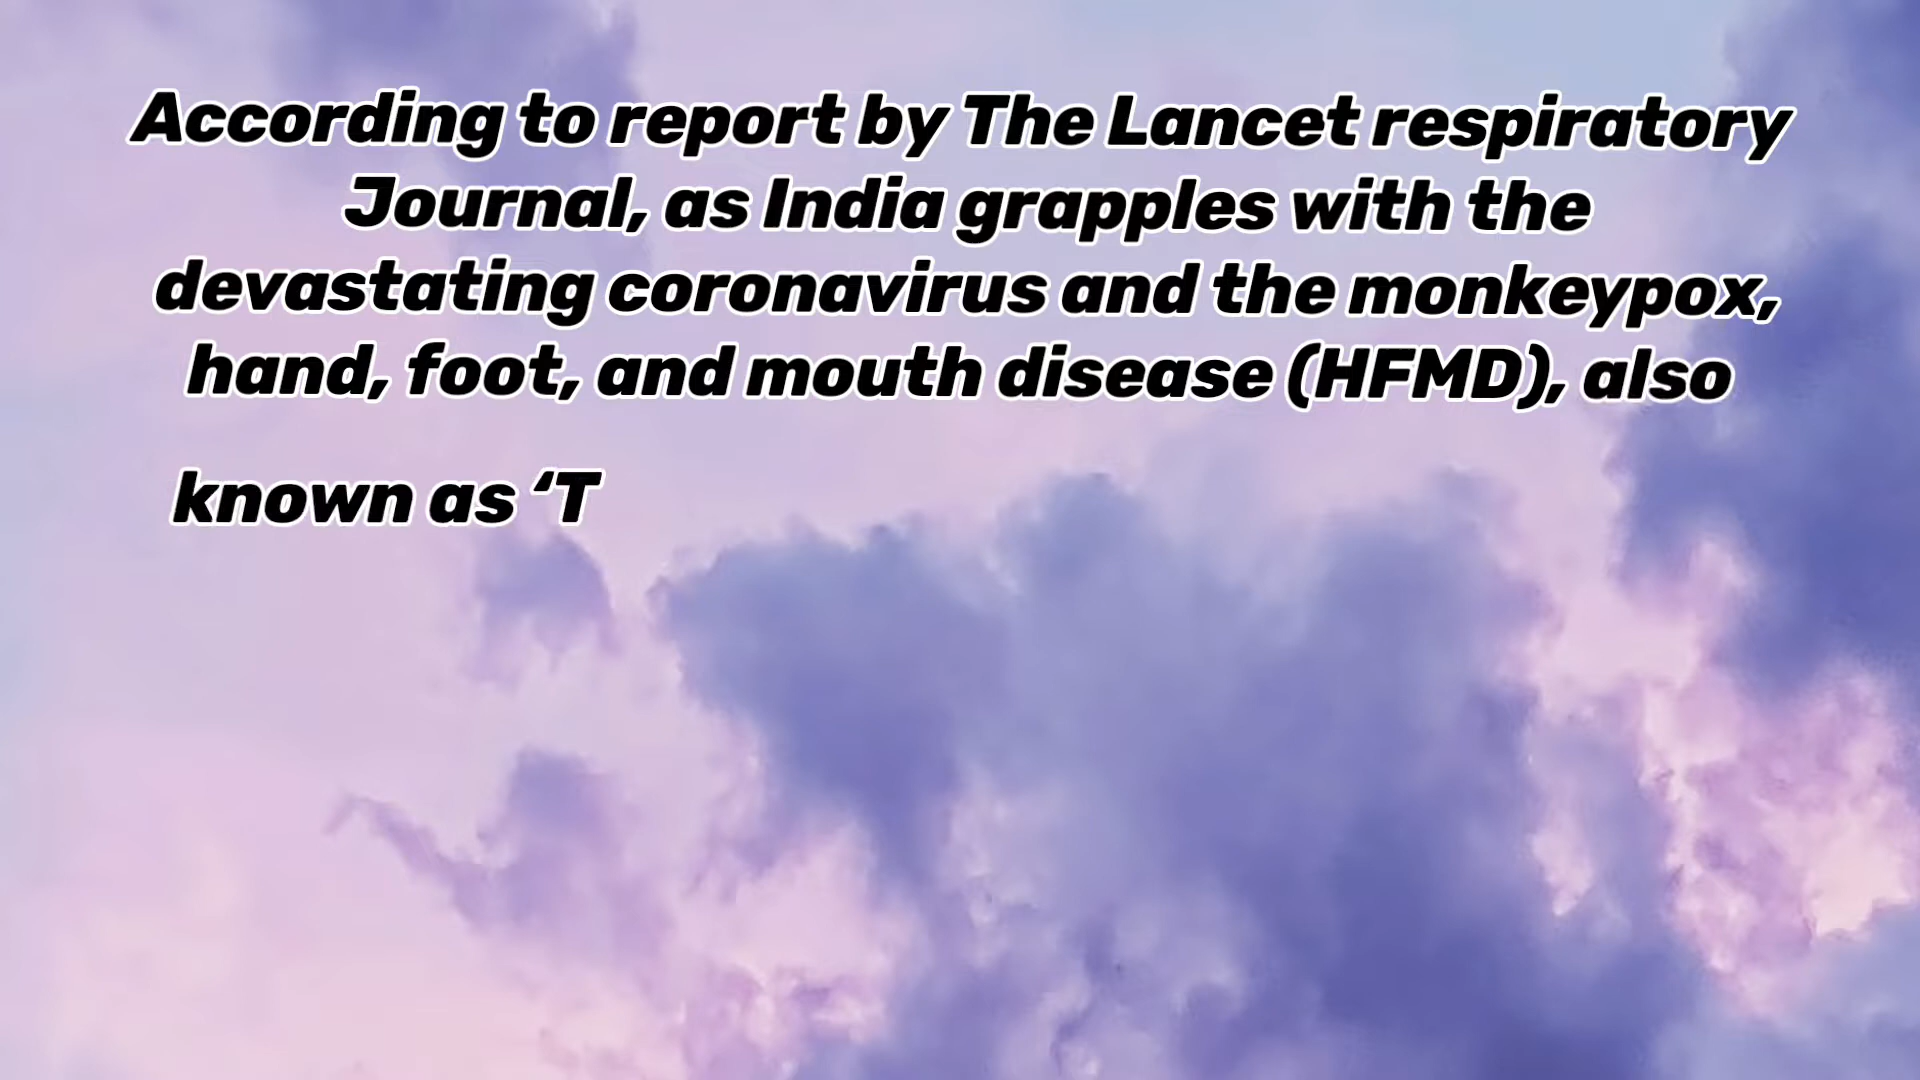 According to report by The Lancet respiratory
Journal, as India grapples with the
devastating coronavirus and the monkeypox,
hand, foot, and mouth disease (HFMD), also
known as ‘T